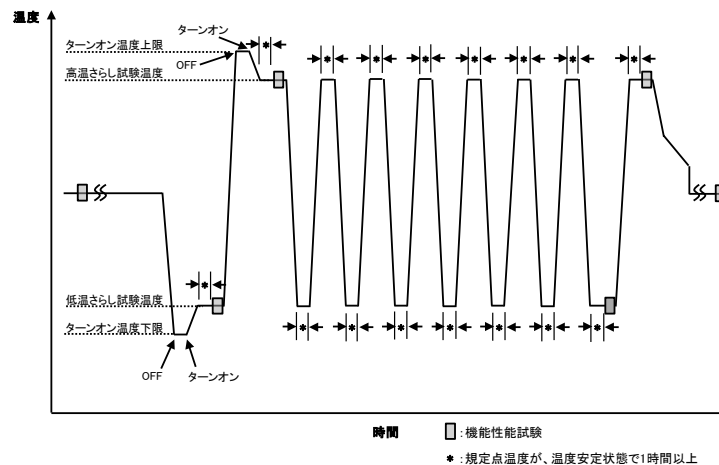 温度
ターンオン
ターンオン温度上限
OFF
高温さらし試験温度
低温さらし試験温度
ターンオン温度下限
OFF
ターンオン
時間
:機能性能試験
* :規定点温度が、温度安定状態で1時間以上